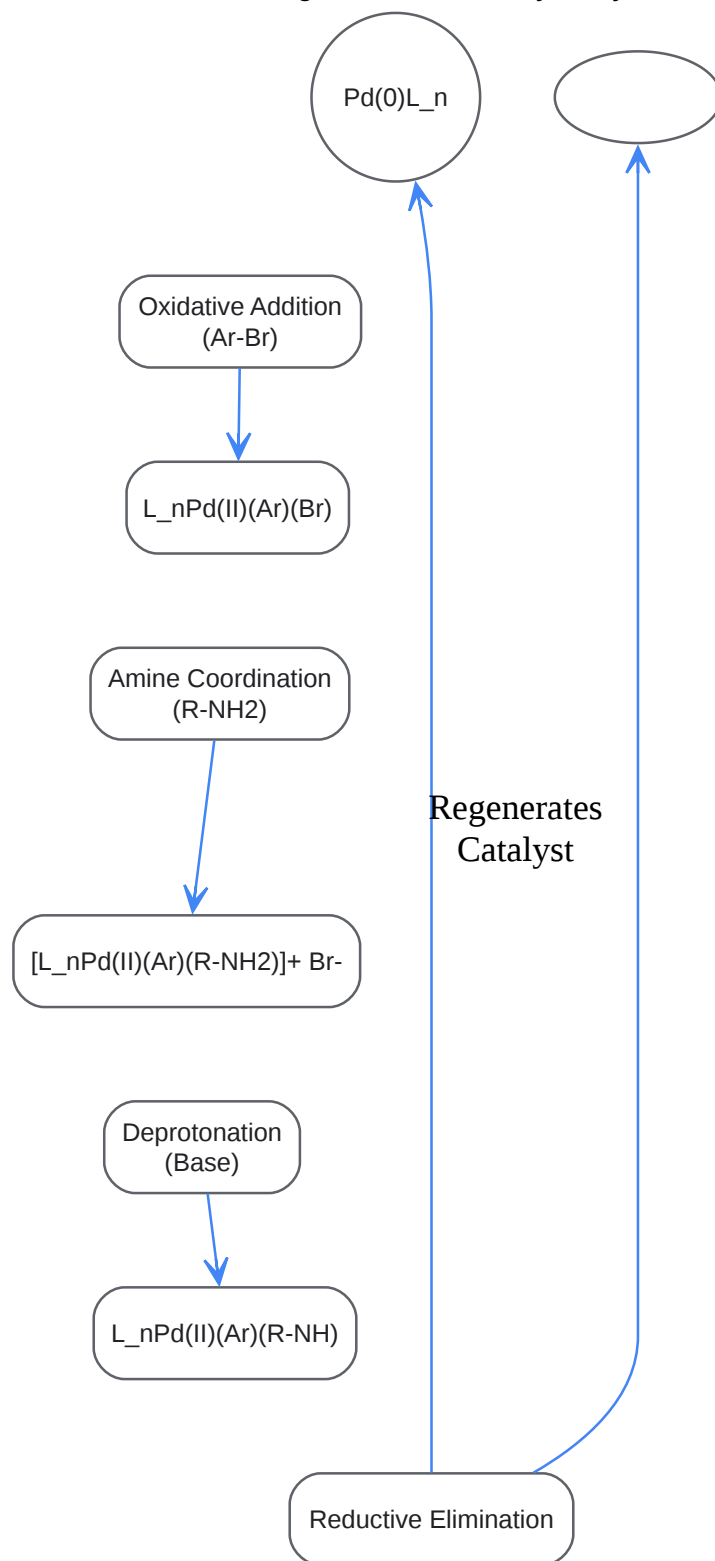 Pd(0)L_n
Oxidative Addition
(Ar-Br)
L_nPd(II)(Ar)(Br)
Amine Coordination
(R-NH2)
Regenerates
Catalyst
[L_nPd(II)(Ar)(R-NH2)]+ Br-
Deprotonation
(Base)
L_nPd(II)(Ar)(R-NH)
Reductive Elimination